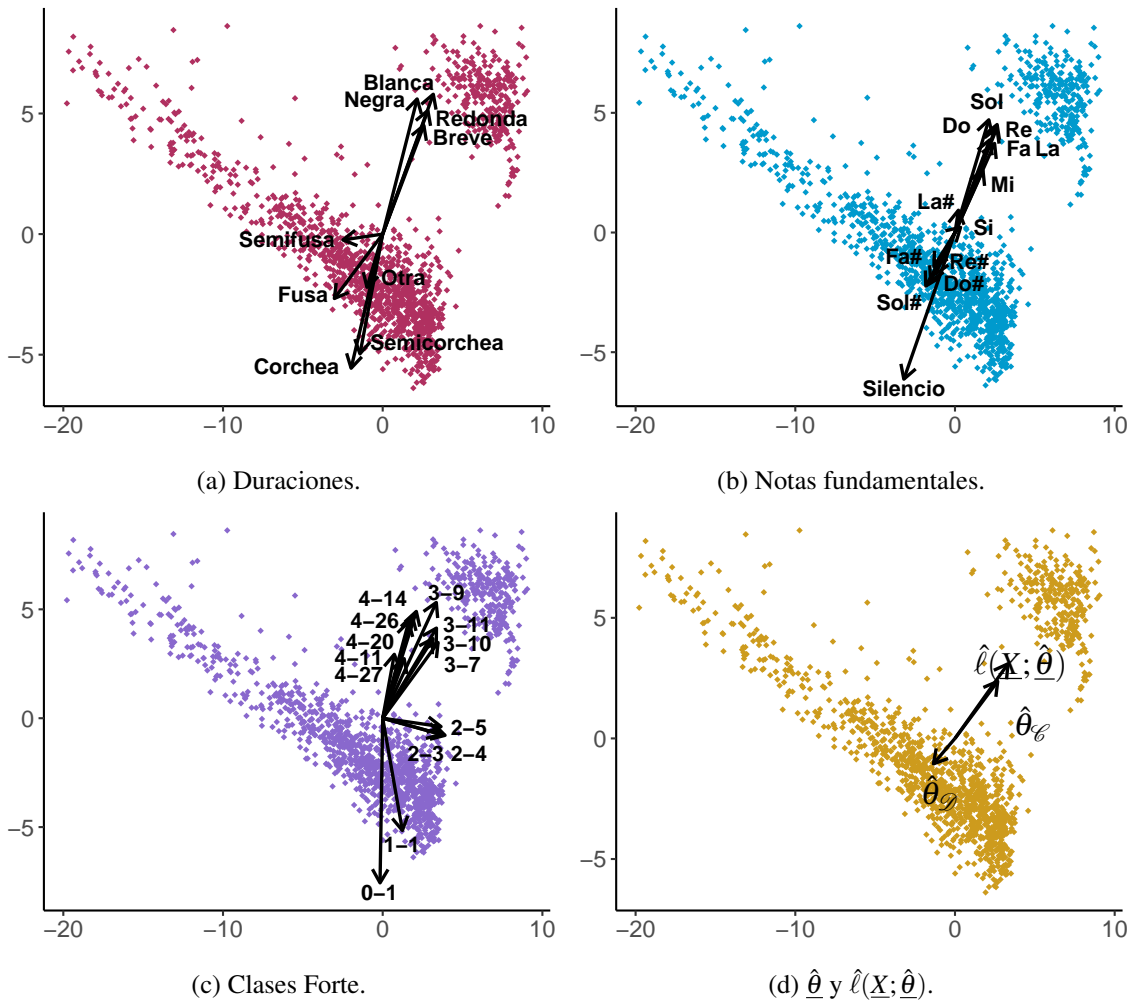 Blanca
Negra
Redonda
Breve
Semifusa
Fusa
Otra
Semicorchea
Corchea
5
0
−5
−20
−10
0
10
(a) Duraciones.
Sol
Do
Re
Fa La
Mi
La#
Si
Fa#
Re#
Do#
Sol#
Silencio
5
0
−5
−20
−10
0
10
(b) Notas fundamentales.
4−14
3−9
4−26
3−11
4−20
3−10
4−11
3−7
4−27
2−5
2−3 2−4
1−1
0−1
5
0
−5
−20
−10
0
10
(c) Clases Forte.
ℓ̂(X̲; θ̲̂)
θ̂𝒞
θ̂𝒟
5
0
−5
−20
−10
0
10
(d) θ̲̂ y ℓ̂(X̲; θ̲̂).